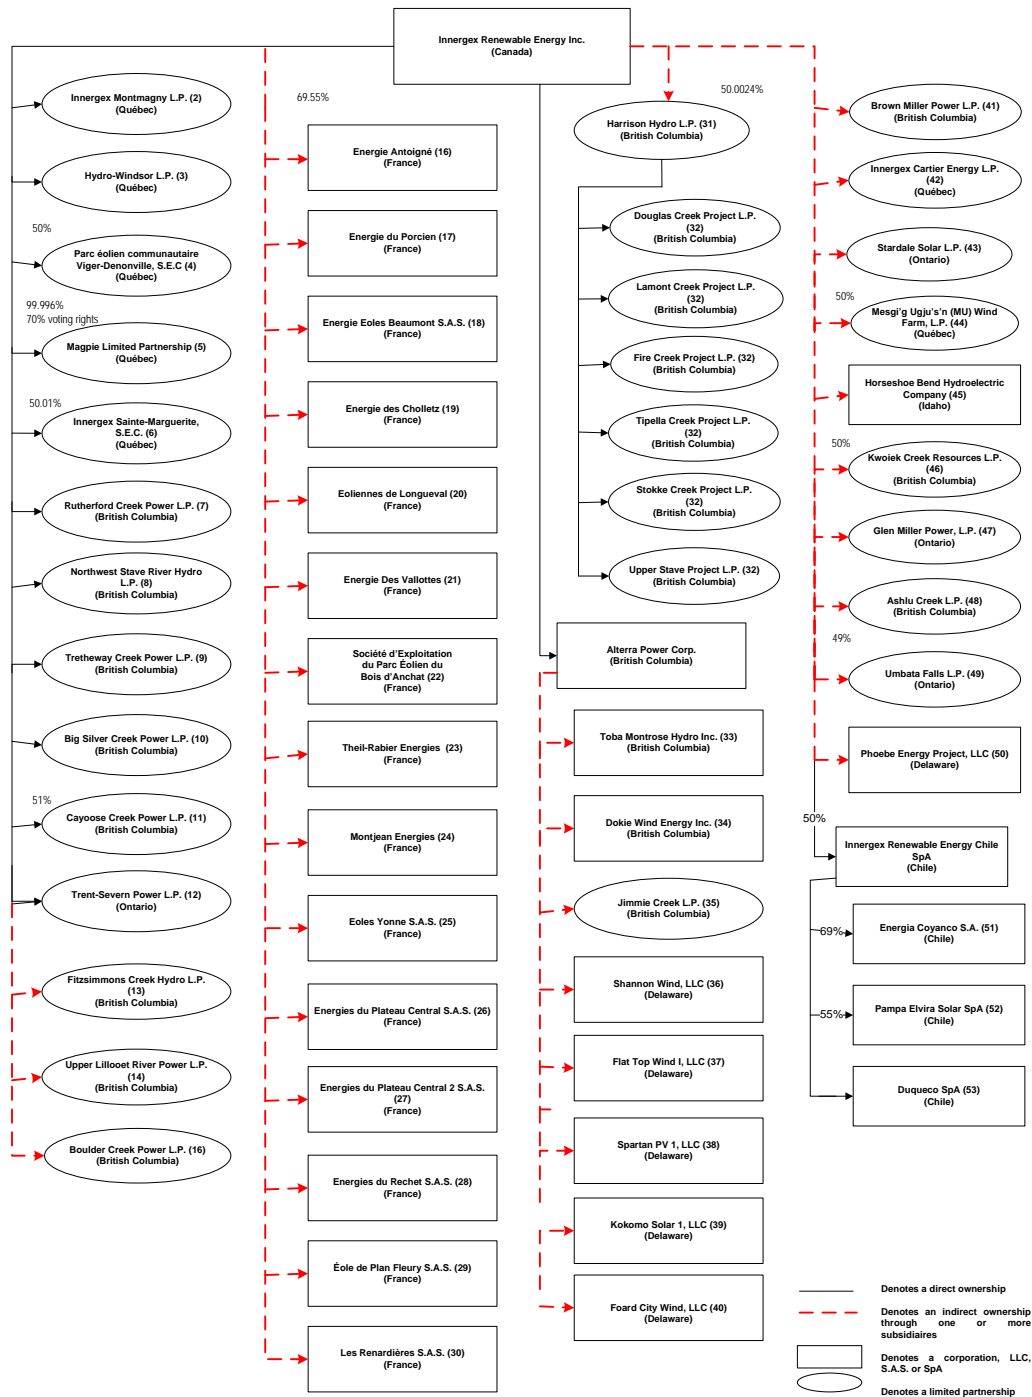 Innergex Renewable Energy Inc.
(Canada)
Innergex Montmagny L.P. (2)
(Québec)
Hydro-Windsor L.P. (3)
(Québec)
50%
Parc éolien communautaire
Viger-Denonville, S.E.C (4)
(Québec)
99.996%
70% voting rights
Magpie Limited Partnership (5)
(Québec)
50.01%
Innergex Sainte-Marguerite,
S.E.C. (6)
(Québec)
Rutherford Creek Power L.P. (7)
(British Columbia)
Northwest Stave River Hydro
L.P. (8)
(British Columbia)
Tretheway Creek Power L.P. (9)
(British Columbia)
Big Silver Creek Power L.P. (10)
(British Columbia)
51%
Cayoose Creek Power L.P. (11)
(British Columbia)
Trent-Severn Power L.P. (12)
(Ontario)
Fitzsimmons Creek Hydro L.P.
(13)
(British Columbia)
Upper Lillooet River Power L.P.
(14)
(British Columbia)
Boulder Creek Power L.P. (16)
(British Columbia)
69.55%
Energie Antoigné (16)
(France)
Energie du Porcien (17)
(France)
Energie Eoles Beaumont S.A.S. (18)
(France)
Energie des Cholletz (19)
(France)
Eoliennes de Longueval (20)
(France)
Energie Des Vallottes (21)
(France)
Société d'Exploitation
du Parc Éolien du
Bois d'Anchat (22)
(France)
Theil-Rabier Energies (23)
(France)
Montjean Energies (24)
(France)
Eoles Yonne S.A.S. (25)
(France)
Energies du Plateau Central S.A.S. (26)
(France)
Energies du Plateau Central 2 S.A.S.
(27)
(France)
Energies du Rechet S.A.S. (28)
(France)
Éole de Plan Fleury S.A.S. (29)
(France)
Les Renardières S.A.S. (30)
(France)
50.0024%
Harrison Hydro L.P. (31)
(British Columbia)
Douglas Creek Project L.P.
(32)
(British Columbia)
Lamont Creek Project L.P.
(32)
(British Columbia)
Fire Creek Project L.P. (32)
(British Columbia)
Tipella Creek Project L.P.
(32)
(British Columbia)
Stokke Creek Project L.P.
(32)
(British Columbia)
Upper Stave Project L.P. (32)
(British Columbia)
Alterra Power Corp.
(British Columbia)
Toba Montrose Hydro Inc. (33)
(British Columbia)
Dokie Wind Energy Inc. (34)
(British Columbia)
Jimmie Creek L.P. (35)
(British Columbia)
Shannon Wind, LLC (36)
(Delaware)
Flat Top Wind I, LLC (37)
(Delaware)
Spartan PV 1, LLC (38)
(Delaware)
Kokomo Solar 1, LLC (39)
(Delaware)
Foard City Wind, LLC (40)
(Delaware)
Brown Miller Power L.P. (41)
(British Columbia)
Innergex Cartier Energy L.P.
(42)
(Québec)
Stardale Solar L.P. (43)
(Ontario)
50%
Mesgi'g Ugju's'n (MU) Wind
Farm, L.P. (44)
(Québec)
Horseshoe Bend Hydroelectric
Company (45)
(Idaho)
50%
Kwoiek Creek Resources L.P.
(46)
(British Columbia)
Glen Miller Power, L.P. (47)
(Ontario)
Ashlu Creek L.P. (48)
(British Columbia)
49%
Umbata Falls L.P. (49)
(Ontario)
Phoebe Energy Project, LLC (50)
(Delaware)
50%
Innergex Renewable Energy Chile
SpA
(Chile)
69%
Energia Coyanco S.A. (51)
(Chile)
55%
Pampa Elvira Solar SpA (52)
(Chile)
Duqueco SpA (53)
(Chile)
Denotes a direct ownership
Denotes an indirect ownership
through one or more
subsidiaires
Denotes a corporation, LLC,
S.A.S. or SpA
Denotes a limited partnership